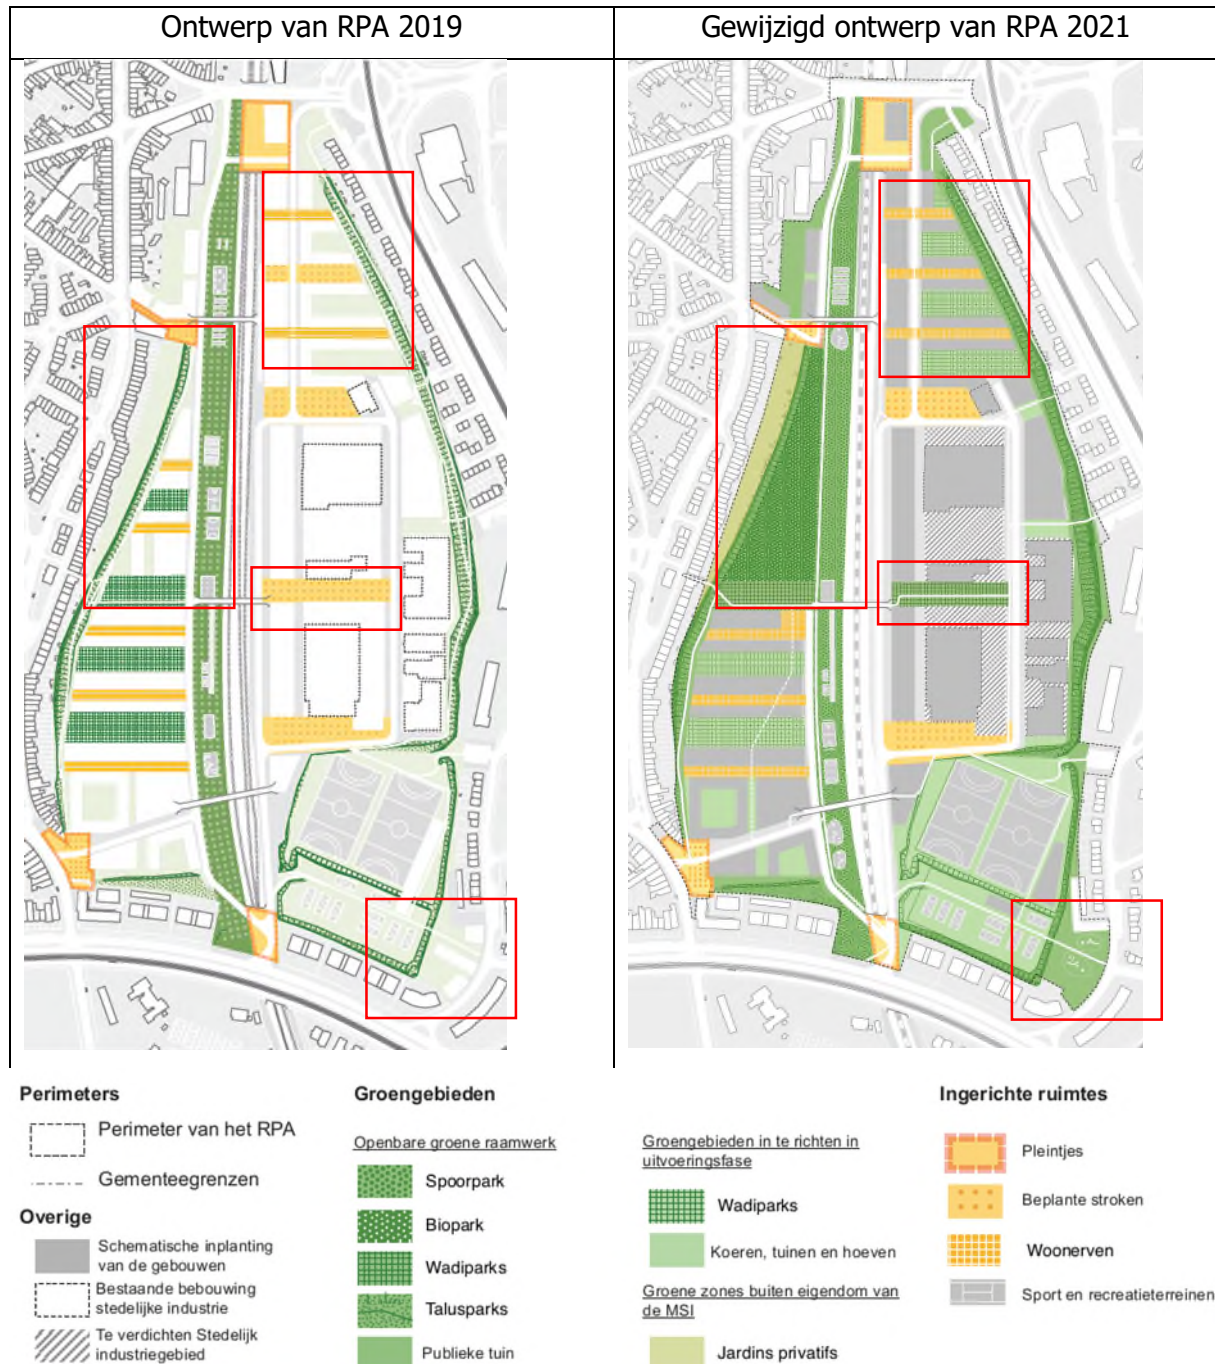 Ontwerp van RPA 2019
Gewijzigd ontwerp van RPA 2021
Perimeters
Perimeter van het RPA
Gemeentegrenzen
Overige
Schematische inplanting
van de gebouwen
Bestaande bebouwing
stedelijke industrie
Te verdichten Stedelijk
industriegebied
Groengebieden
Openbare groene raamwerk
Spoorpark
Biopark
Wadiparks
Talusparks
Publieke tuin
Groengebieden in te richten in
uitvoeringsfase
Wadiparks
Koeren, tuinen en hoeven
Groene zones buiten eigendom van
de MSI
Jardins privatifs
Ingerichte ruimtes
Pleintjes
Beplante stroken
Woonerven
Sport en recreatieterreinen